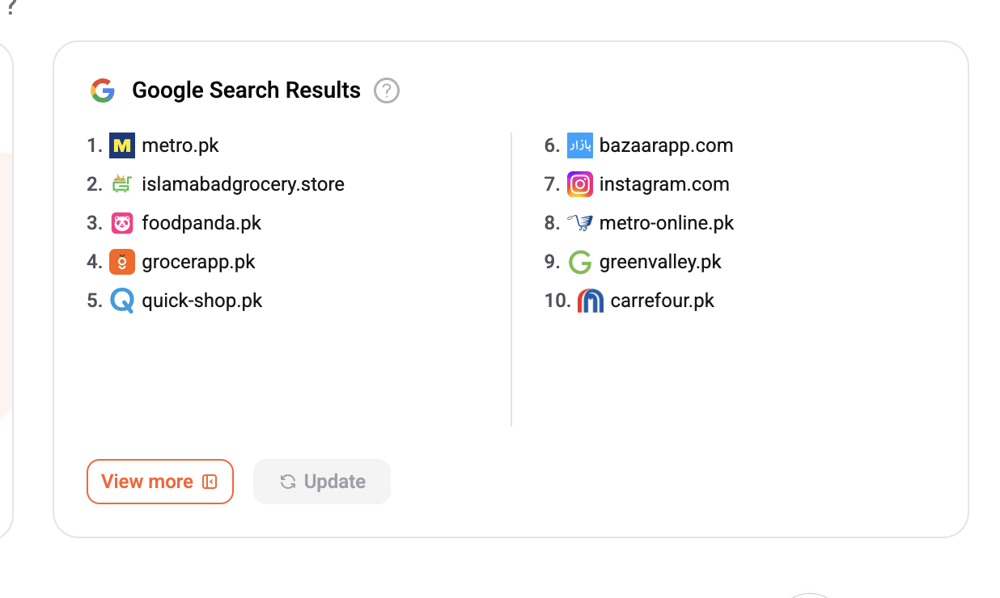 ?
Google Search Results ?
1. M metro.pk
2. islamabadgrocery.store
3. foodpanda.pk
4. g grocerapp.pk
5. Q quick-shop.pk
6. بازار bazaarapp.com
7. instagram.com
8. metro-online.pk
9. G greenvalley.pk
10. carrefour.pk
View more
Update